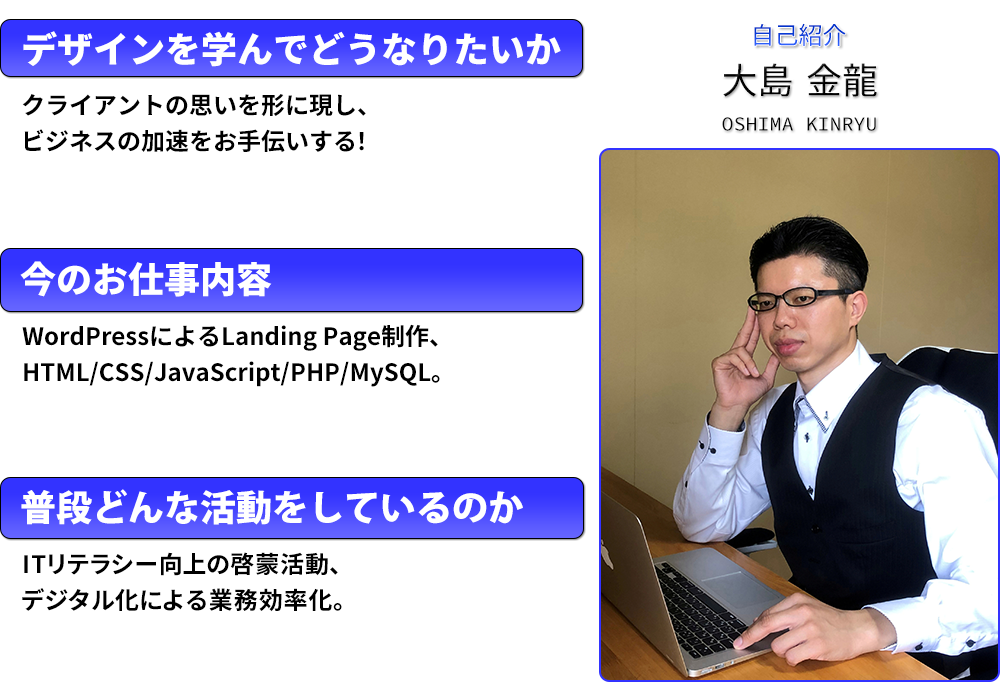 デザインを学んでどうなりたいか
クライアントの思いを形に現し、
ビジネスの加速をお手伝いする!
今のお仕事内容
WordPressによるLanding Page制作、
HTML/CSS/JavaScript/PHP/MySQL。
普段どんな活動をしているのか
ITリテラシー向上の啓蒙活動、
デジタル化による業務効率化。
自己紹介
大島 金龍
OSHIMA KINRYU